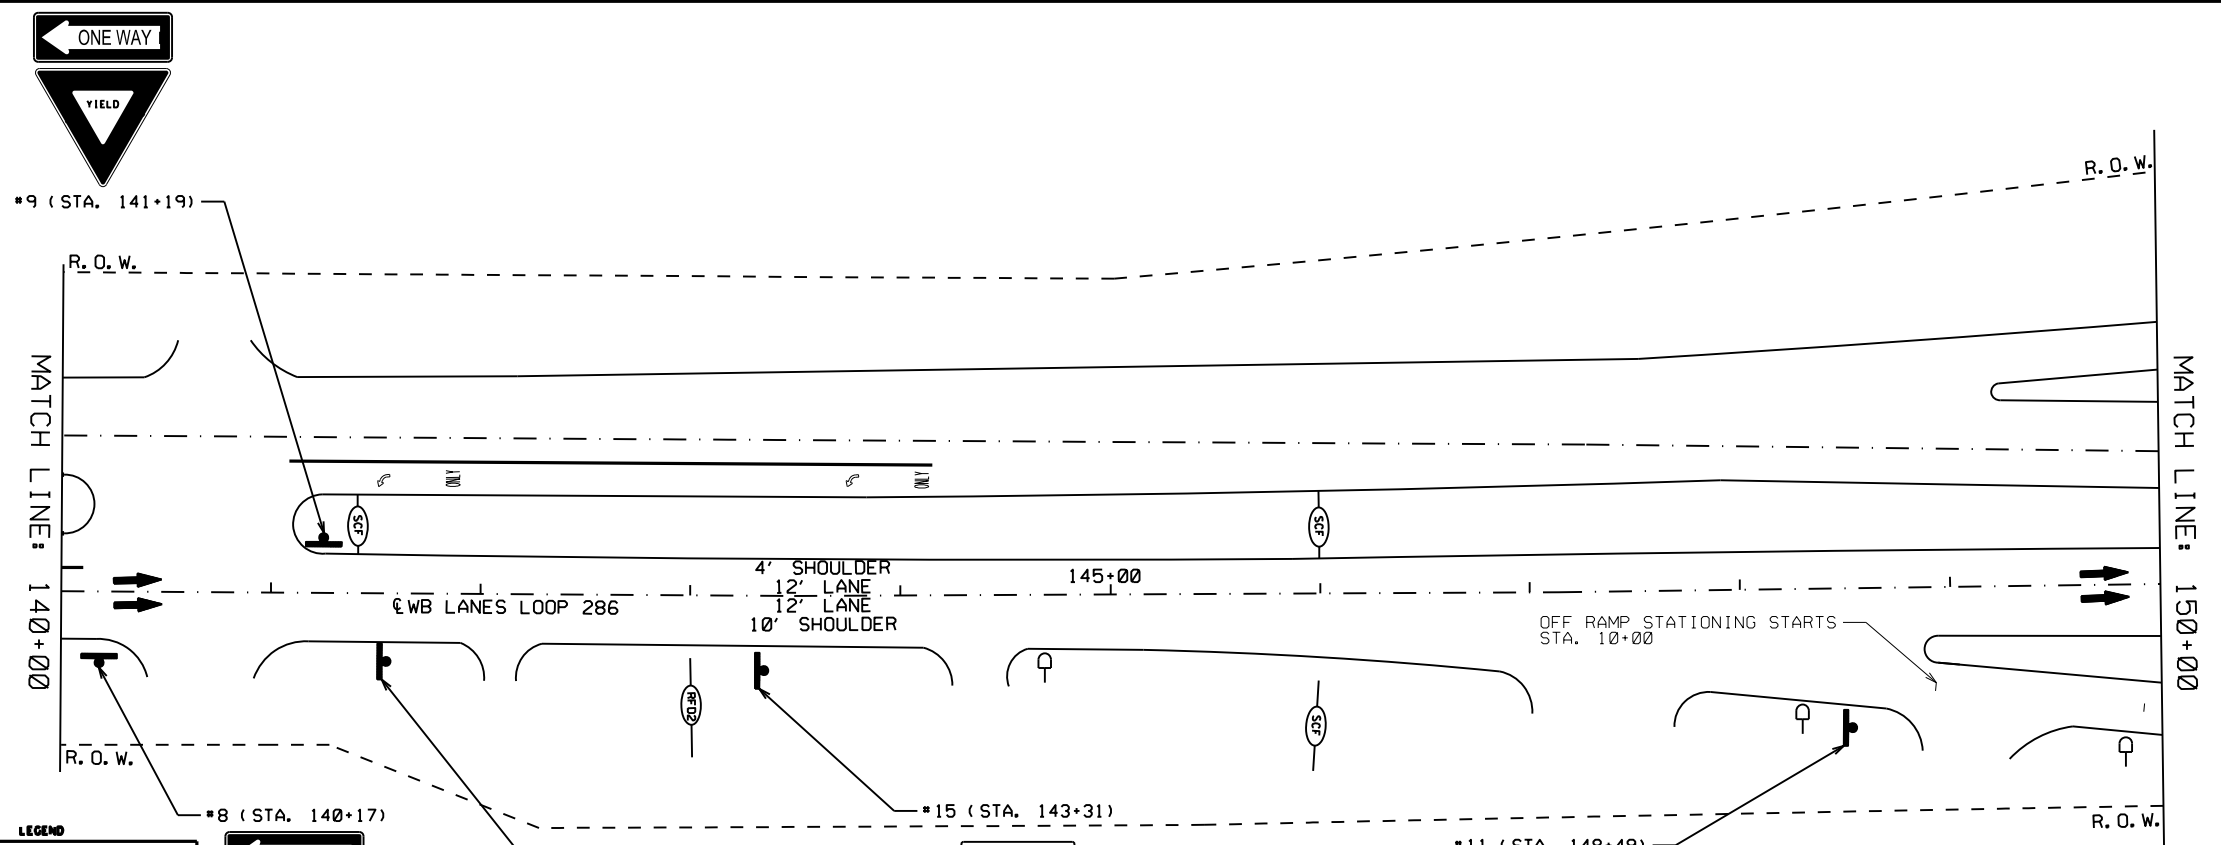 ONE WAY
YIELD
#9 (STA. 141+19)
R.O.W.
R.O.W.
MATCH LINE: 140+00
MATCH LINE: 150+00
ONLY
ONLY
SCF
SCF
4' SHOULDER
12' LANE
145+00
℄ WB LANES LOOP 286
12' LANE
10' SHOULDER
OFF RAMP STATIONING STARTS
STA. 10+00
RFD2
SCF
R.O.W.
#8 (STA. 140+17)
#15 (STA. 143+31)
R.O.W.
LEGEND